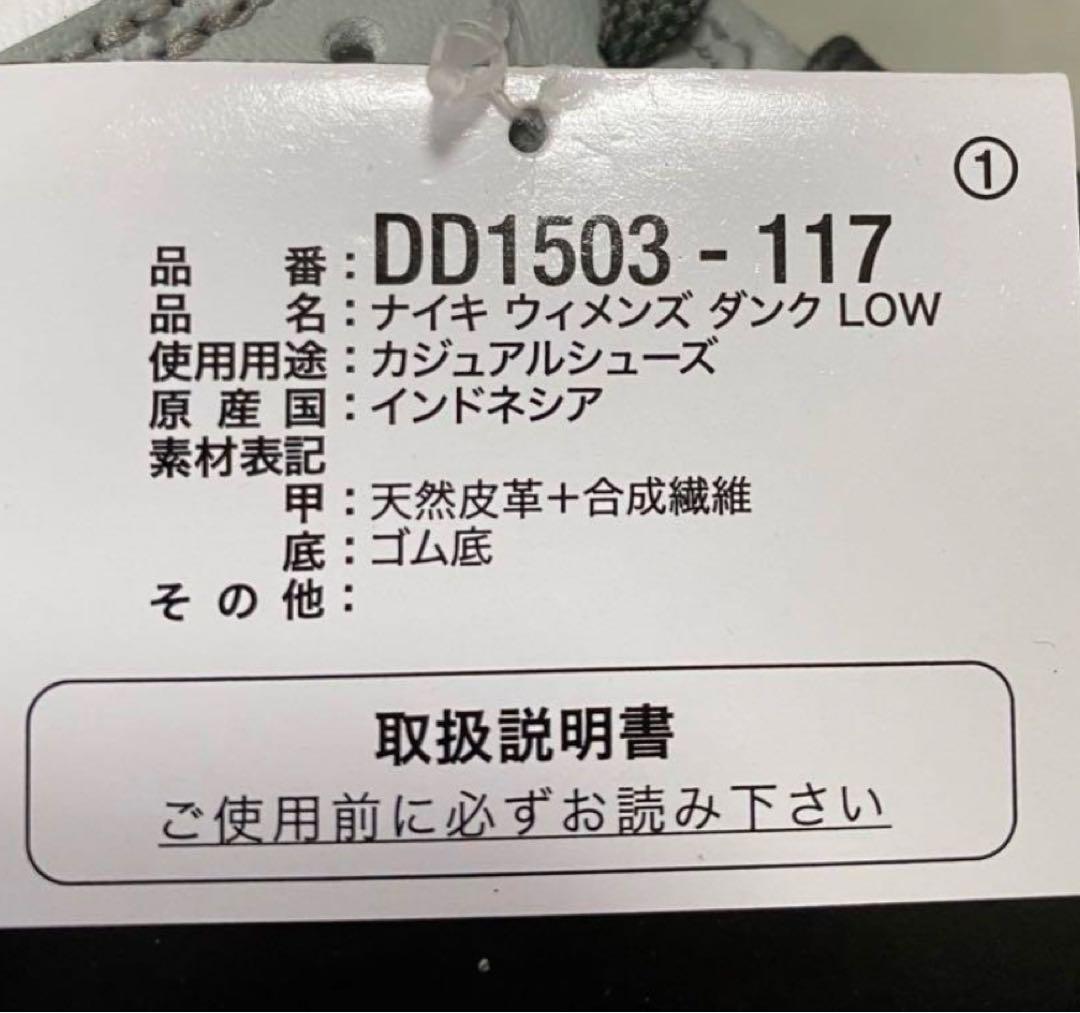 ①
品番：DD1503 - 117
品名：ナイキ ウィメンズ ダンク LOW
使用用途：カジュアルシューズ
原産国：インドネシア
素材表記
甲：天然皮革＋合成繊維
底：ゴム底
その他：
取扱説明書
ご使用前に必ずお読み下さい